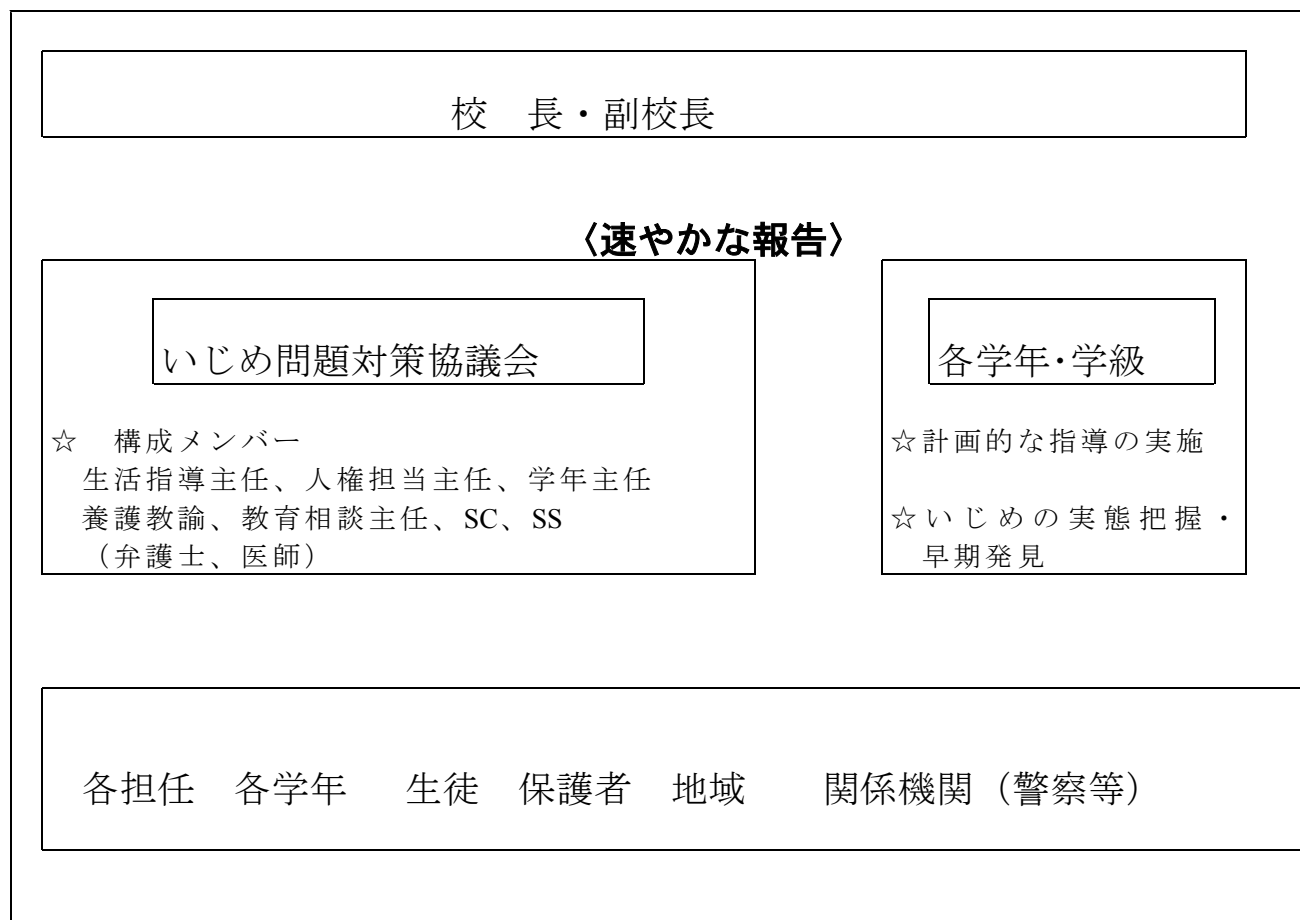 校　長・副校長
〈速やかな報告〉
いじめ問題対策協議会
☆　構成メンバー
生活指導主任、人権担当主任、学年主任
養護教諭、教育相談主任、SC、SS
（弁護士、医師）
各学年・学級
☆計画的な指導の実施
☆いじめの実態把握・
早期発見
各担任　各学年　生徒　保護者　地域　関係機関（警察等）